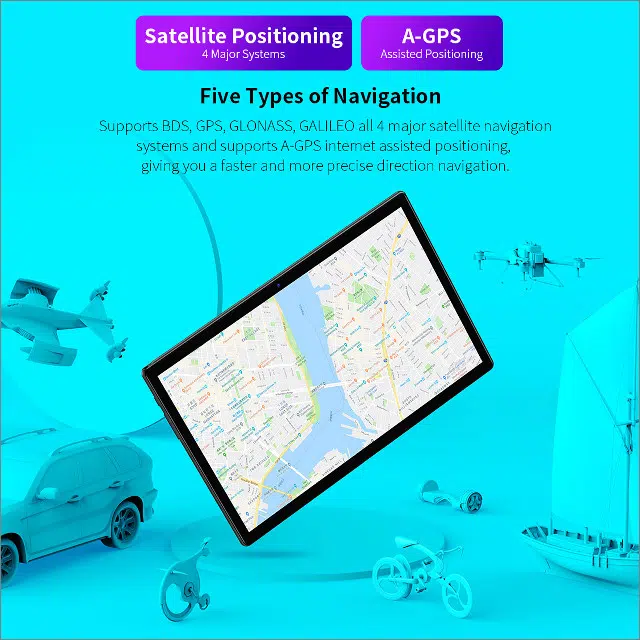 Satellite Positioning
4 Major Systems
A-GPS
Assisted Positioning
Five Types of Navigation
Supports BDS, GPS, GLONASS, GALILEO all 4 major satellite navigation
systems and supports A-GPS internet assisted positioning,
giving you a faster and more precise direction navigation.